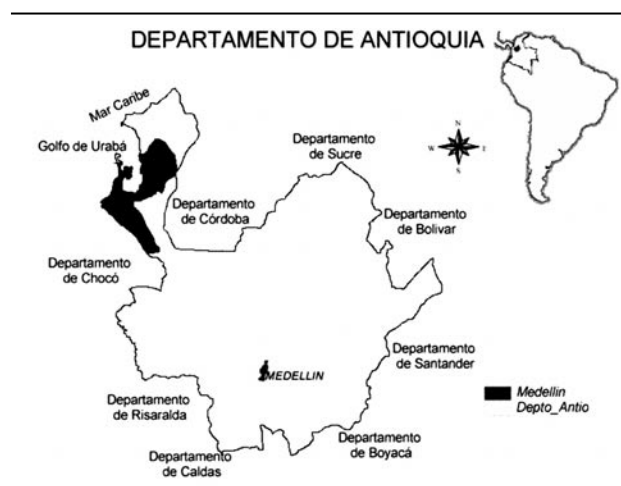 DEPARTAMENTO DE ANTIOQUIA
Mar Caribe
Golfo de Urabá
Departamento
de Sucre
N
W
E
S
Departamento
de Córdoba
Departamento
de Bolivar
Departamento
de Chocó
Departamento
de Santander
MEDELLIN
Departamento
de Risaralda
Medellin
Depto_Antio
Departamento
de Boyacá
Departamento
de Caldas